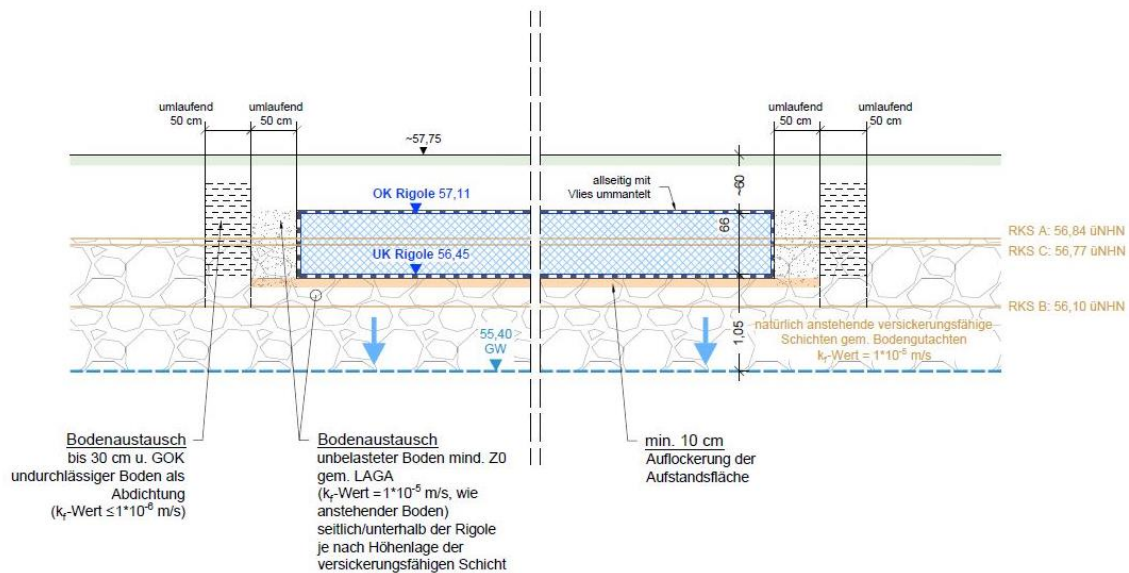 umlaufend
50 cm
umlaufend
50 cm
umlaufend
50 cm
umlaufend
50 cm
~57,75
~60
allseitig mit
Vlies ummantelt
OK Rigole 57,11
66
UK Rigole 56,45
RKS A: 56,84 üNHN
RKS C: 56,77 üNHN
RKS B: 56,10 üNHN
55,40
GW
1,05
natürlich anstehende versickerungsfähige
Schichten gem. Bodengutachten
kf-Wert = 1*10⁻⁵ m/s
Bodenaustausch
bis 30 cm u. GOK
undurchlässiger Boden als
Abdichtung
(kf-Wert ≤1*10⁻⁶ m/s)
Bodenaustausch
unbelasteter Boden mind. Z0
gem. LAGA
(kf-Wert = 1*10⁻⁵ m/s, wie
anstehender Boden)
seitlich/unterhalb der Rigole
je nach Höhenlage der
versickerungsfähigen Schicht
min. 10 cm
Auflockerung der
Aufstandsfläche